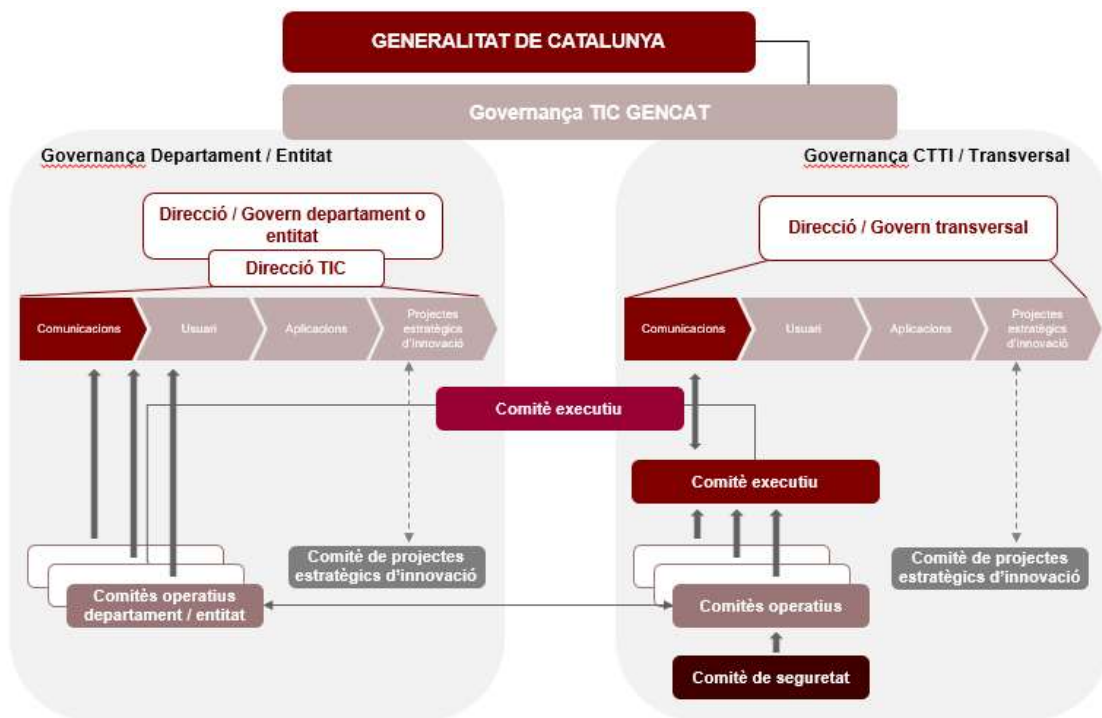 GENERALITAT DE CATALUNYA
Governança TIC GENCAT
Governança Departament / Entitat
Governança CTTI / Transversal
Direcció / Govern departament o
entitat
Direcció TIC
Direcció / Govern transversal
Comunicacions
Usuari
Aplicacions
Projectes
estratègics
d'innovació
Comunicacions
Usuari
Aplicacions
Projectes
estratègics
d'innovació
Comitè executiu
Comitè executiu
Comitès operatius
departament / entitat
Comitè de projectes
estratègics d'innovació
Comitès operatius
Comitè de projectes
estratègics d'innovació
Comitè de seguretat